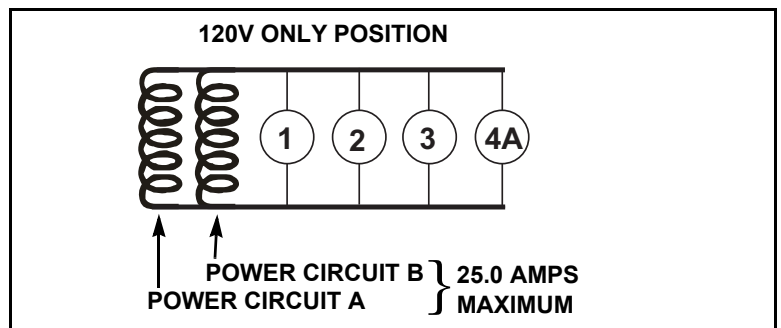 120V ONLY POSITION
1 2 3 4A
POWER CIRCUIT B
POWER CIRCUIT A
25.0 AMPS
MAXIMUM